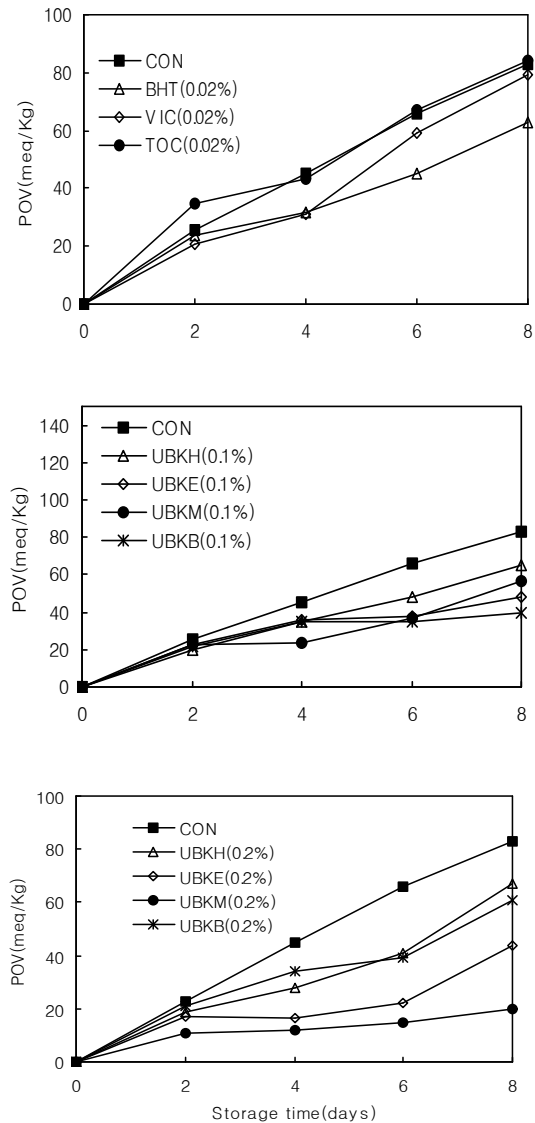 100
80
60
40
20
0
POV(meq/Kg)
CON
BHT(0.02%)
VIC(0.02%)
TOC(0.02%)
0 2 4 6 8
140
120
100
80
60
40
20
0
POV(meq/Kg)
CON
UBKH(0.1%)
UBKE(0.1%)
UBKM(0.1%)
UBKB(0.1%)
0 2 4 6 8
100
80
60
40
20
0
POV(meq/Kg)
CON
UBKH(0.2%)
UBKE(0.2%)
UBKM(0.2%)
UBKB(0.2%)
0 2 4 6 8
Storage time(days)